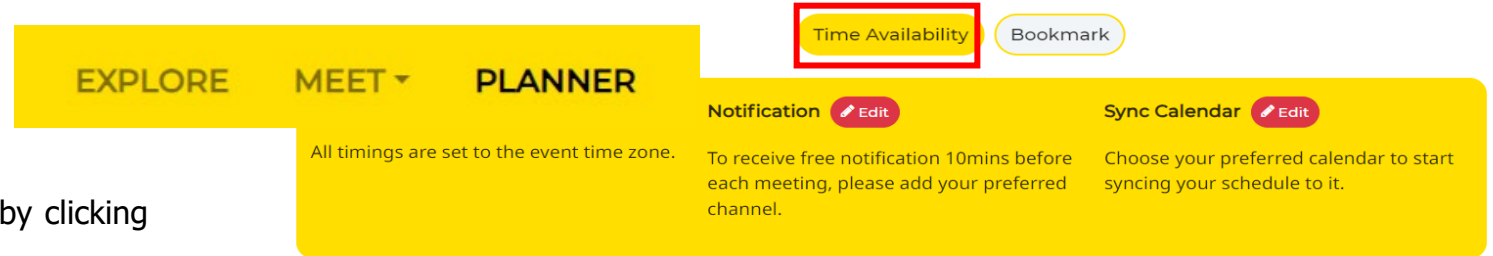 Time Availability Bookmark
EXPLORE MEET PLANNER
Notification Edit Sync Calendar Edit
All timings are set to the event time zone.
To receive free notification 10mins before
each meeting, please add your preferred
channel.
Choose your preferred calendar to start
syncing your schedule to it.
by clicking